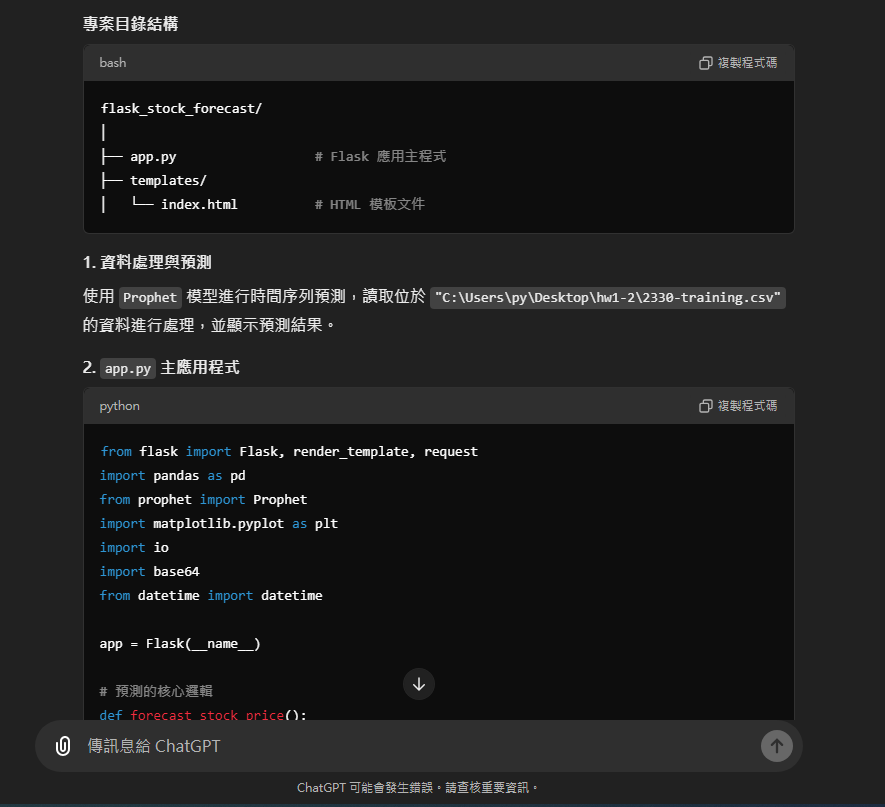 專案目錄結構
bash
複製程式碼
flask_stock_forecast/
│
├── app.py                  # Flask 應用主程式
├── templates/
│   └── index.html          # HTML 模板文件
1. 資料處理與預測
使用 Prophet 模型進行時間序列預測，讀取位於 "C:\Users\py\Desktop\hw1-2\2330-training.csv"
的資料進行處理，並顯示預測結果。
2. app.py 主應用程式
python
複製程式碼
from flask import Flask, render_template, request
import pandas as pd
from prophet import Prophet
import matplotlib.pyplot as plt
import io
import base64
from datetime import datetime
app = Flask(__name__)
# 預測的核心邏輯
def forecast_stock_price():
傳訊息給 ChatGPT
ChatGPT 可能會發生錯誤。請查核重要資訊。